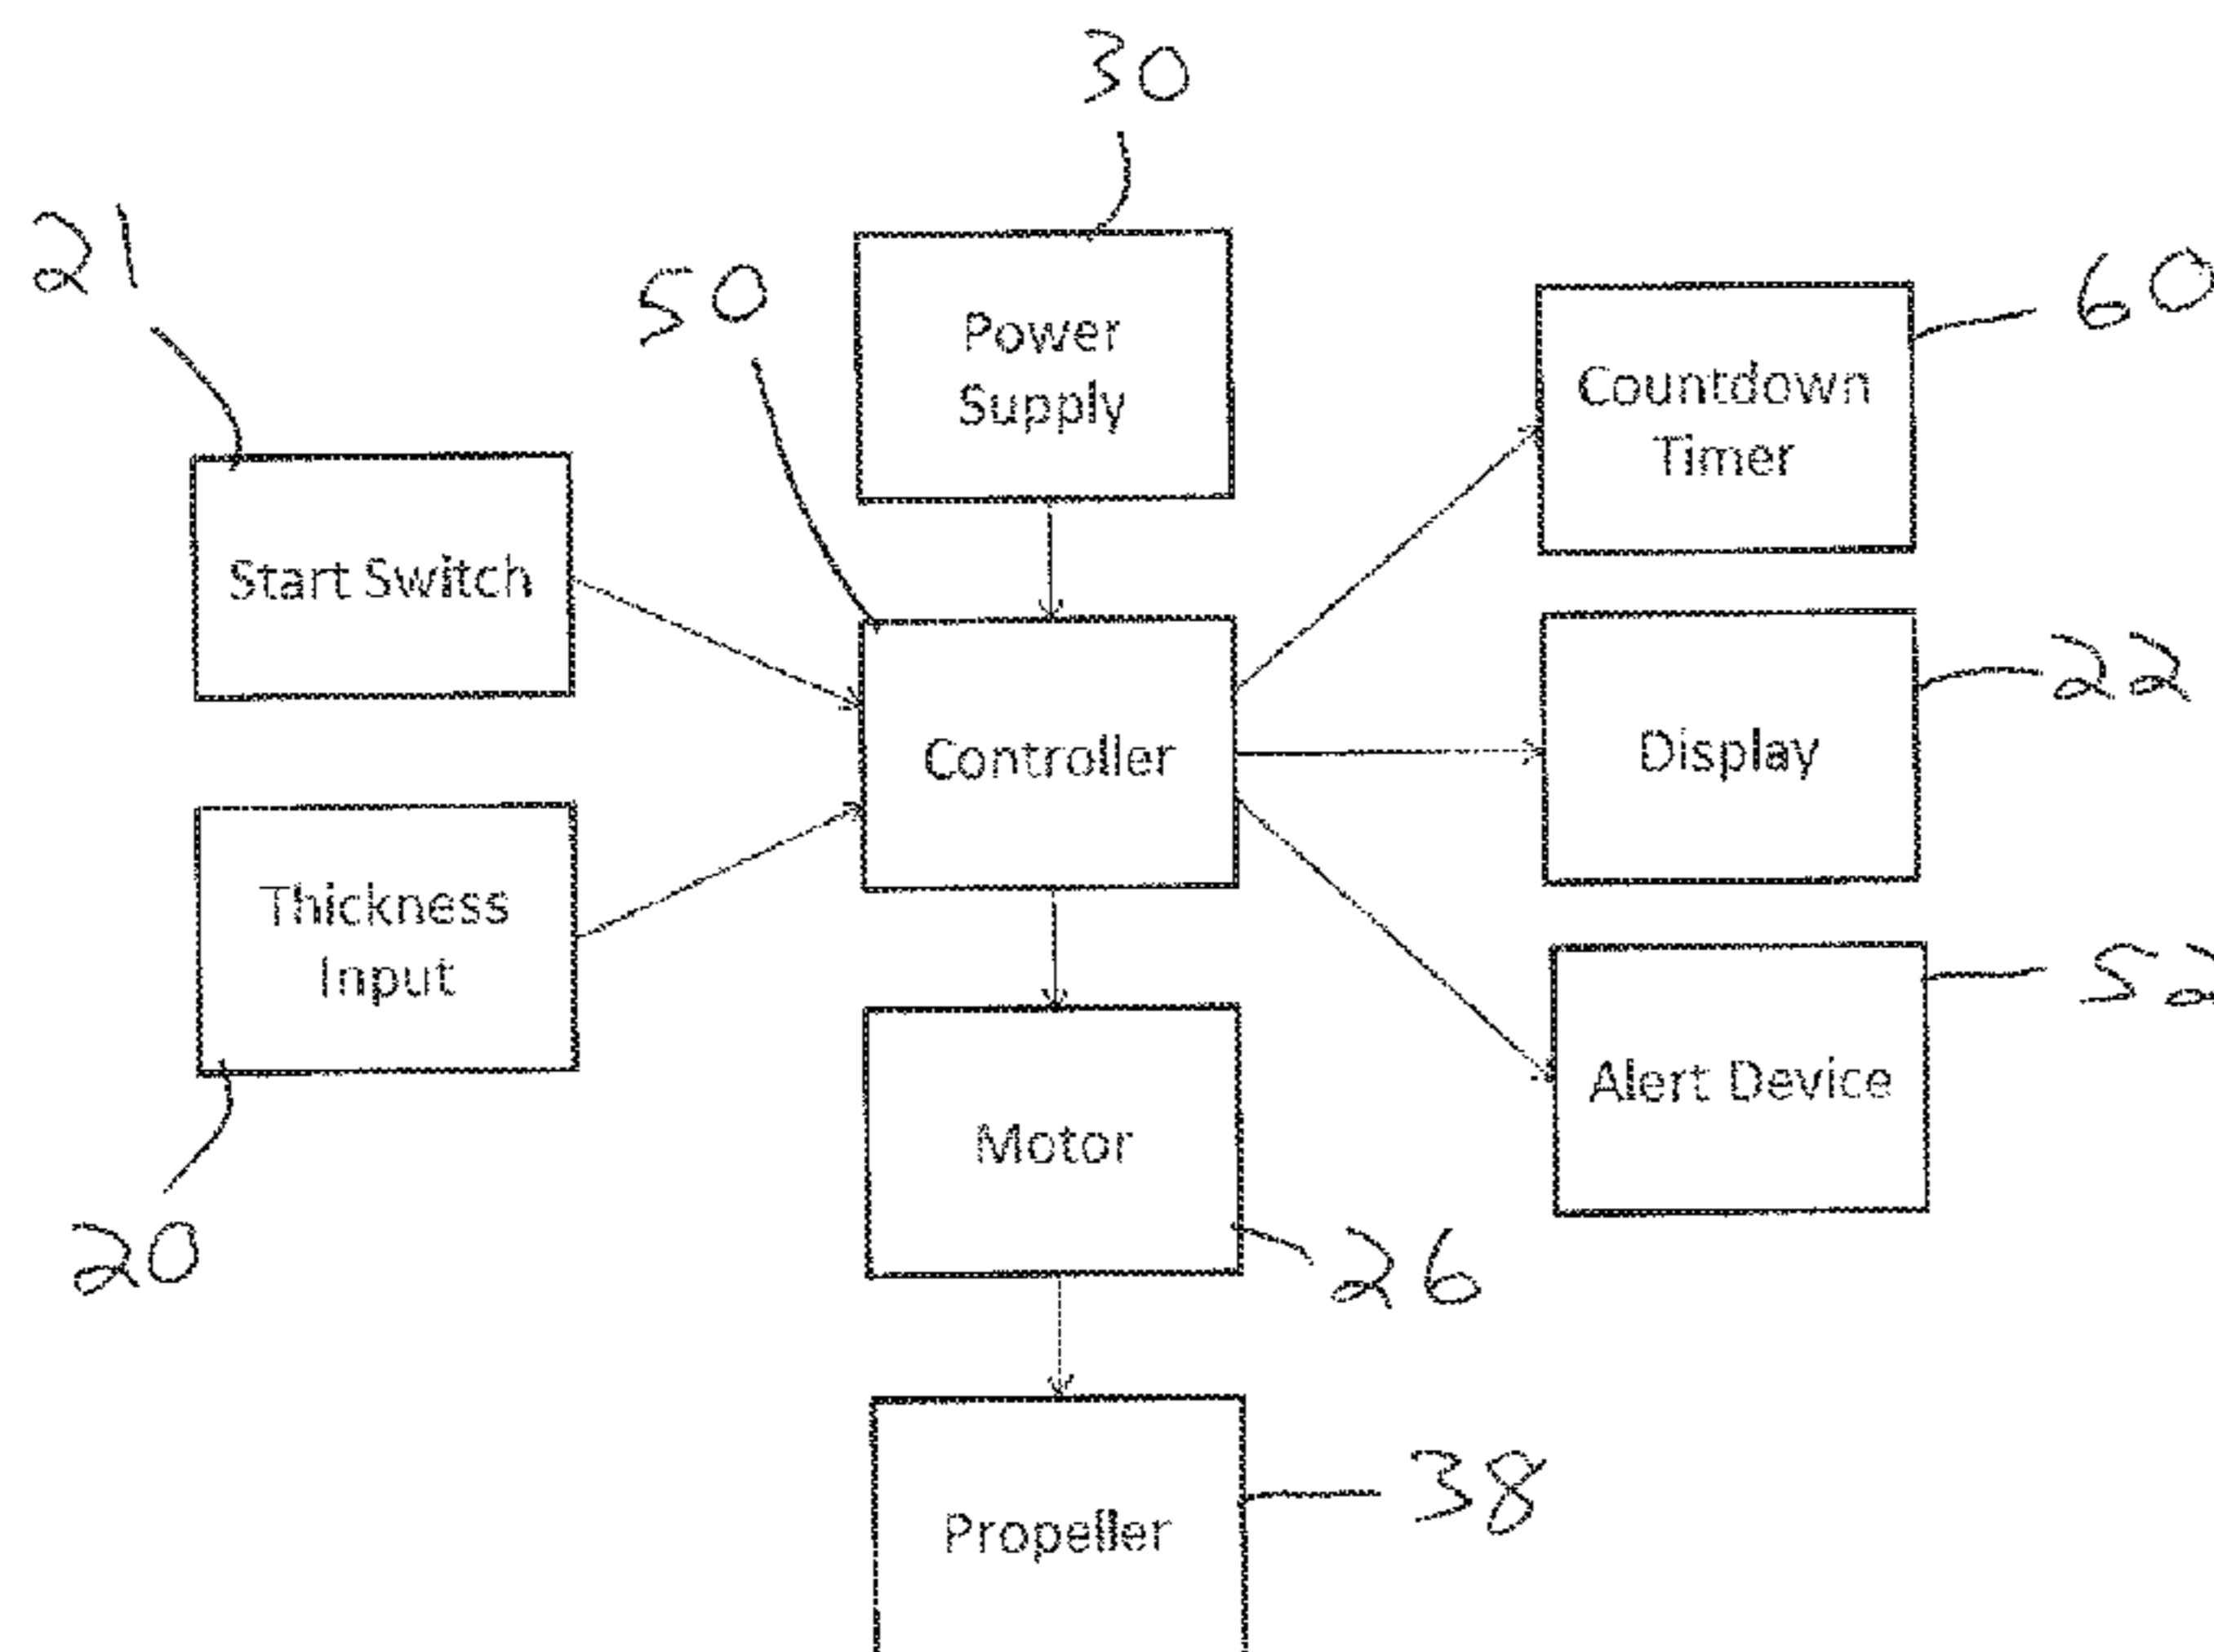 30
21
50
60
Power
Supply
Countdown
Timer
Start Switch
Controller
Display
22
Thickness
Input
52
Alert Device
Motor
20
26
Propeller
38